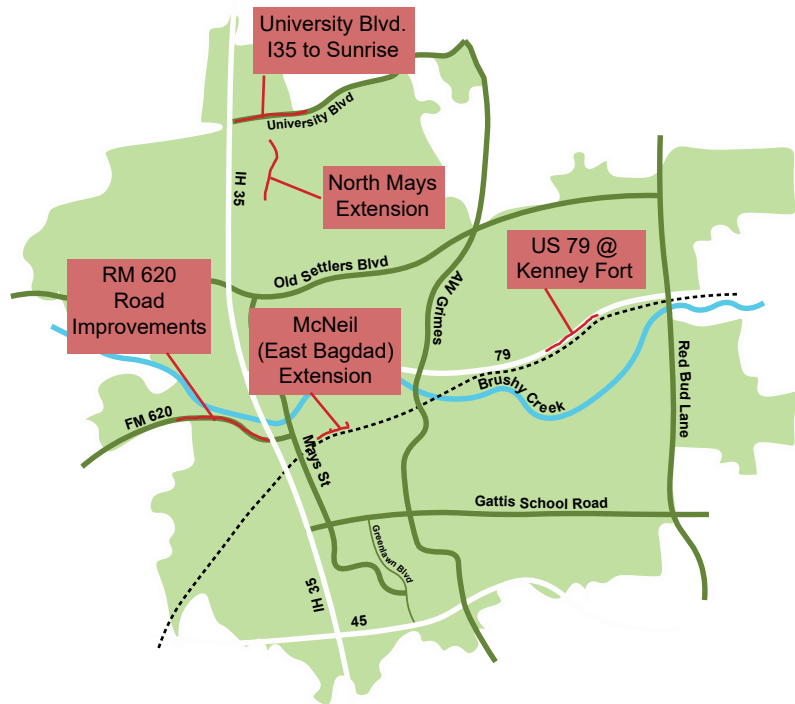 University Blvd.
I35 to Sunrise
University Blvd
IH 35
North Mays
Extension
Old Settlers Blvd
AW Grimes
US 79 @
Kenney Fort
RM 620
Road
Improvements
McNeil
(East Bagdad)
Extension
79
Brushy Creek
Red Bud Lane
FM 620
Mays St
Gattis School Road
Greenlawn Blvd
IH 35
45